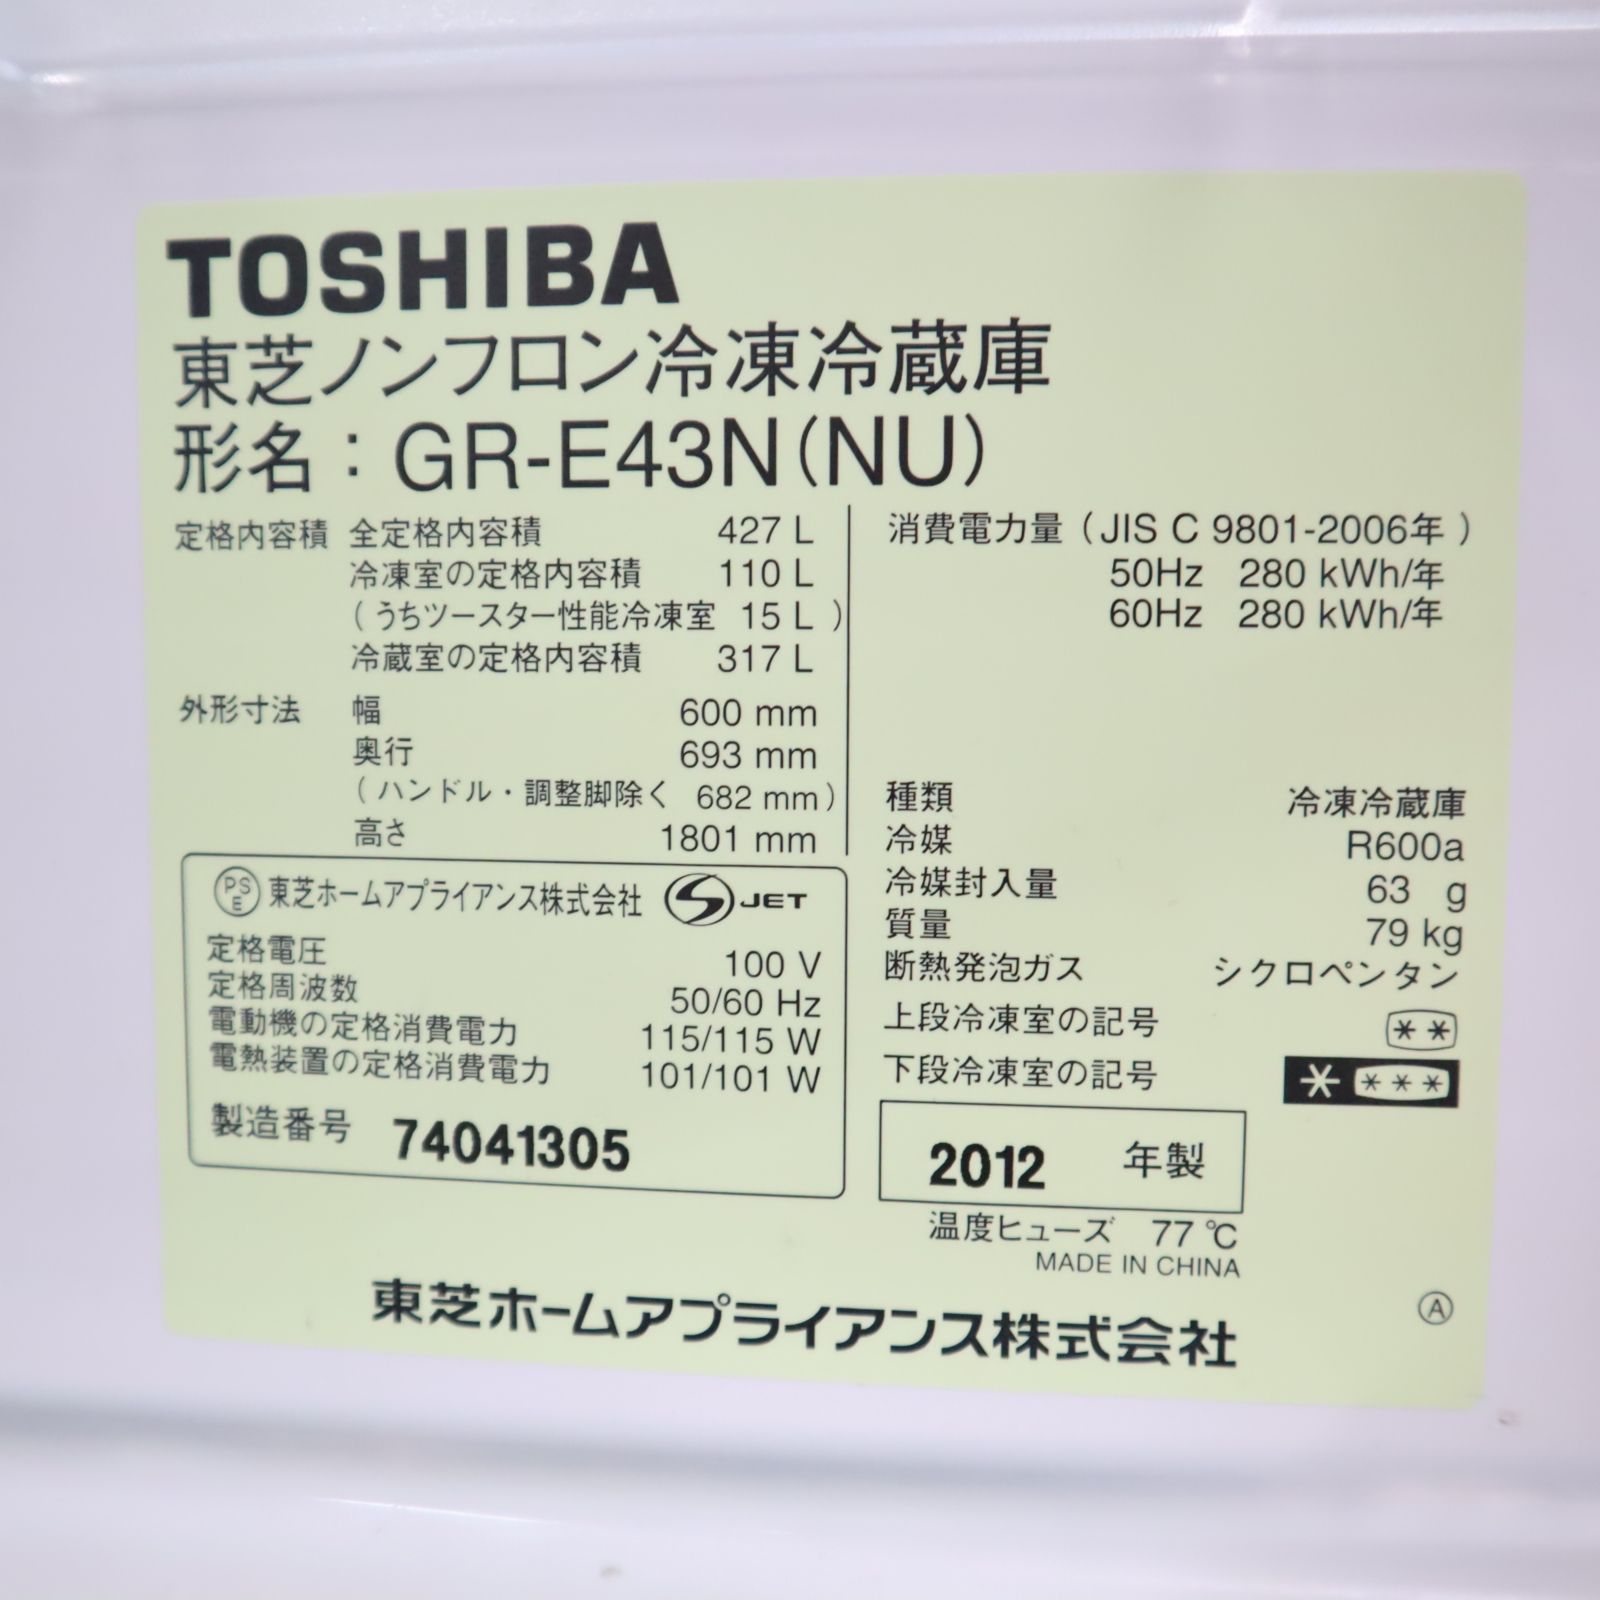 TOSHIBA
東芝ノンフロン冷凍冷蔵庫
形名：GR-E43N(NU)
定格内容積 全定格内容積 427 L
冷凍室の定格内容積 110 L
(うちツースター性能冷凍室 15 L )
冷蔵室の定格内容積 317 L
外形寸法 幅 600 mm
奥行 693 mm
(ハンドル・調整脚除く 682 mm)
高さ 1801 mm
PSE 東芝ホームアプライアンス株式会社 S JET
定格電圧 100 V
定格周波数 50/60 Hz
電動機の定格消費電力 115/115 W
電熱装置の定格消費電力 101/101 W
製造番号 74041305
消費電力量 (JIS C 9801-2006年)
50Hz 280 kWh/年
60Hz 280 kWh/年
種類 冷凍冷蔵庫
冷媒 R600a
冷媒封入量 63 g
質量 79 kg
断熱発泡ガス シクロペンタン
上段冷凍室の記号 **
下段冷凍室の記号 * ***
2012 年製
温度ヒューズ 77 ℃
MADE IN CHINA
東芝ホームアプライアンス株式会社
Ⓐ